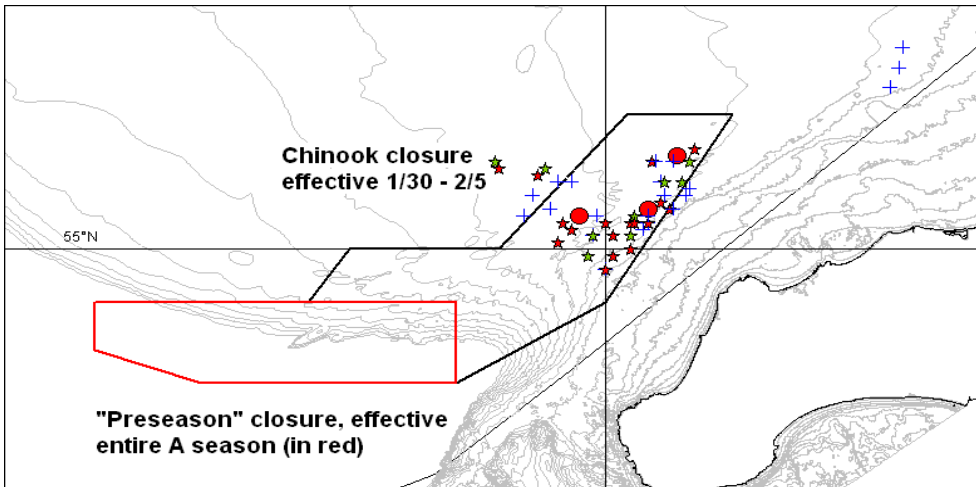 Chinook closure
effective 1/30 - 2/5
55°N
"Preseason" closure, effective
entire A season (in red)